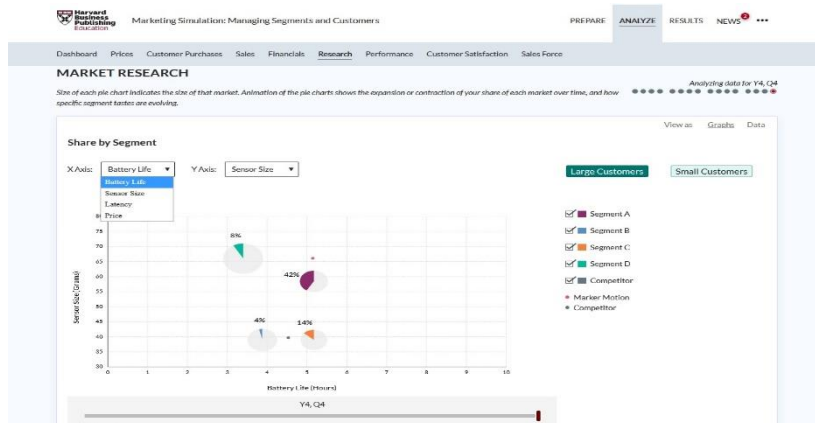 Harvard
Business
Publishing
Education
Marketing Simulation: Managing Segments and Customers
PREPARE ANALYZE RESULTS NEWS 2
Dashboard Prices Customer Purchases Sales Financials Research Performance Customer Satisfaction Sales Force
MARKET RESEARCH
Analyzing data for Y4, Q4
Size of each pie chart indicates the size of that market. Animation of the pie charts shows the expansion or contraction of your share of each market over time, and how
specific segment tastes are evolving.
View as Graphs Data
Share by Segment
X Axis: Battery Life Y Axis: Sensor Size
Large Customers Small Customers
Battery Life
Sensor Size
Latency
Price
Segment A
Segment B
Segment C
Segment D
Competitor
Marker Motion
Competitor
80
75
70
65
60
55
50
45
40
35
30
Sensor Size (Grams)
8%
42%
4%
14%
0 1 2 3 4 5 6 7 8 9 10
Battery Life (Hours)
Y4, Q4